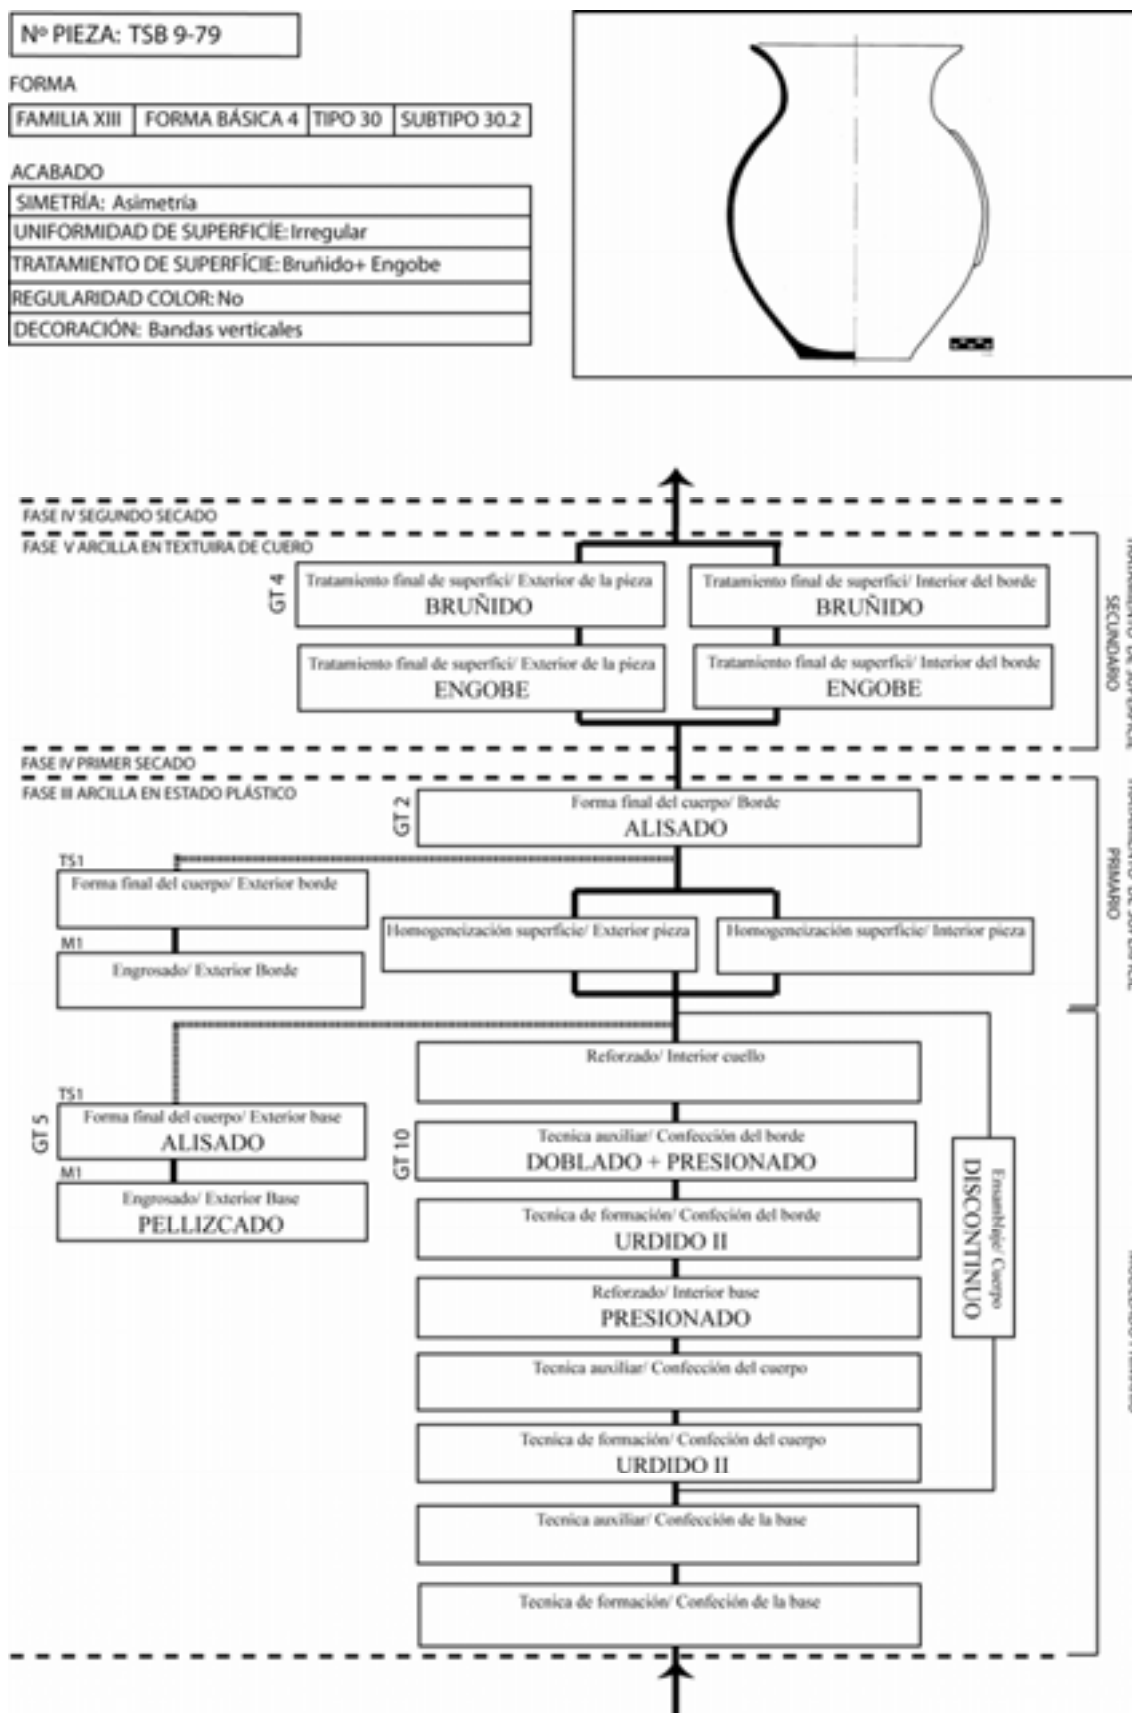 Nº PIEZA: TSB 9-79
FORMA
FAMILIA XIII FORMA BÁSICA 4 TIPO 30 SUBTIPO 30.2
ACABADO
SIMETRÍA: Asimetría
UNIFORMIDAD DE SUPERFICÍE: Irregular
TRATAMIENTO DE SUPERFÍCIE: Bruñido+ Engobe
REGULARIDAD COLOR: No
DECORACIÓN: Bandas verticales
FASE IV SEGUNDO SECADO
FASE V ARCILLA EN TEXTUIRA DE CUERO
GT 4
Tratamiento final de superfici/ Exterior de la pieza
BRUÑIDO
Tratamiento final de superfici/ Interior del borde
BRUÑIDO
Tratamiento final de superfici/ Exterior de la pieza
ENGOBE
Tratamiento final de superfici/ Interior del borde
ENGOBE
SECUNDARIO
FASE IV PRIMER SECADO
FASE III ARCILLA EN ESTADO PLÁSTICO
GT 2
Forma final del cuerpo/ Borde
ALISADO
PRIMARIO
TS1
Forma final del cuerpo/ Exterior borde
M1
Engrosado/ Exterior Borde
Homogeneización superficie/ Exterior pieza
Homogeneización superficie/ Interior pieza
Reforzado/ Interior cuello
TS1
GT 5
Forma final del cuerpo/ Exterior base
ALISADO
M1
Engrosado/ Exterior Base
PELLIZCADO
GT 10
Tecnica auxiliar/ Confección del borde
DOBLADO + PRESIONADO
Tecnica de formación/ Confeción del borde
URDIDO II
Ensamblaje/ Cuerpo
DISCONTINUO
Reforzado/ Interior base
PRESIONADO
Tecnica auxiliar/ Confección del cuerpo
Tecnica de formación/ Confeción del cuerpo
URDIDO II
Tecnica auxiliar/ Confección de la base
Tecnica de formación/ Confeción de la base